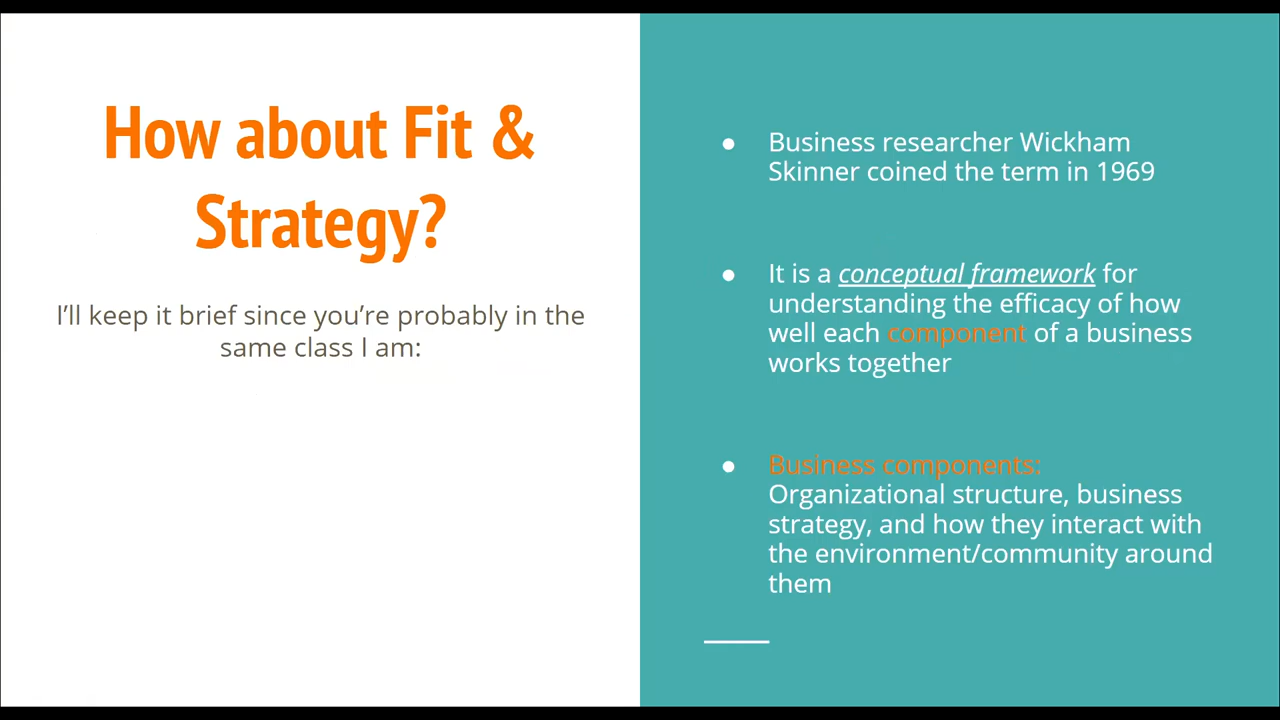 How about Fit &
Strategy?
I’ll keep it brief since you’re probably in the
same class I am:
● Business researcher Wickham
Skinner coined the term in 1969
● It is a conceptual framework for
understanding the efficacy of how
well each component of a business
works together
● Business components:
Organizational structure, business
strategy, and how they interact with
the environment/community around
them